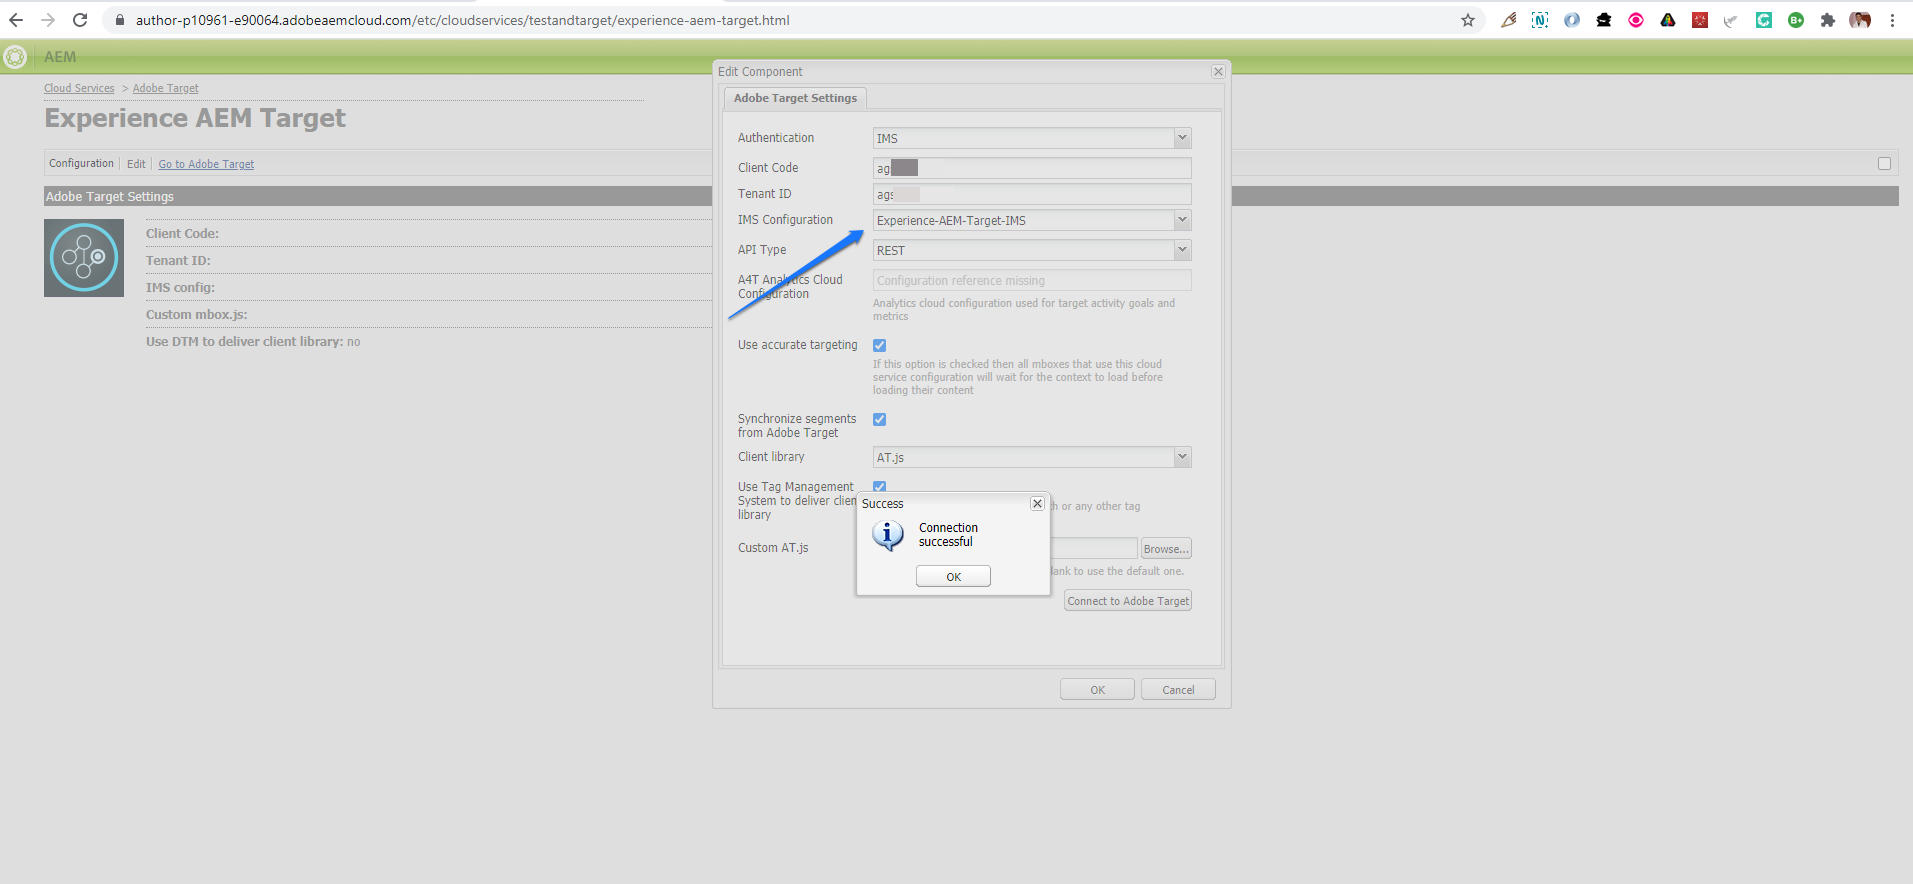 author-p10961-e90064.adobeaemcloud.com/etc/cloudservices/testandtarget/experience-aem-target.html
AEM
Cloud Services > Adobe Target
Experience AEM Target
Configuration Edit Go to Adobe Target
Adobe Target Settings
Client Code:
Tenant ID:
IMS config:
Custom mbox.js:
Use DTM to deliver client library: no
Edit Component
Adobe Target Settings
Authentication IMS
Client Code ag
Tenant ID ags
IMS Configuration Experience-AEM-Target-IMS
API Type REST
A4T Analytics Cloud
Configuration
Configuration reference missing
Analytics cloud configuration used for target activity goals and
metrics
Use accurate targeting
If this option is checked then all mboxes that use this cloud
service configuration will wait for the context to load before
loading their content
Synchronize segments
from Adobe Target
Client library AT.js
Use Tag Management
System to deliver clien
library
h or any other tag
Custom AT.js
Browse...
lank to use the default one.
Connect to Adobe Target
Success
Connection
successful
OK
OK Cancel